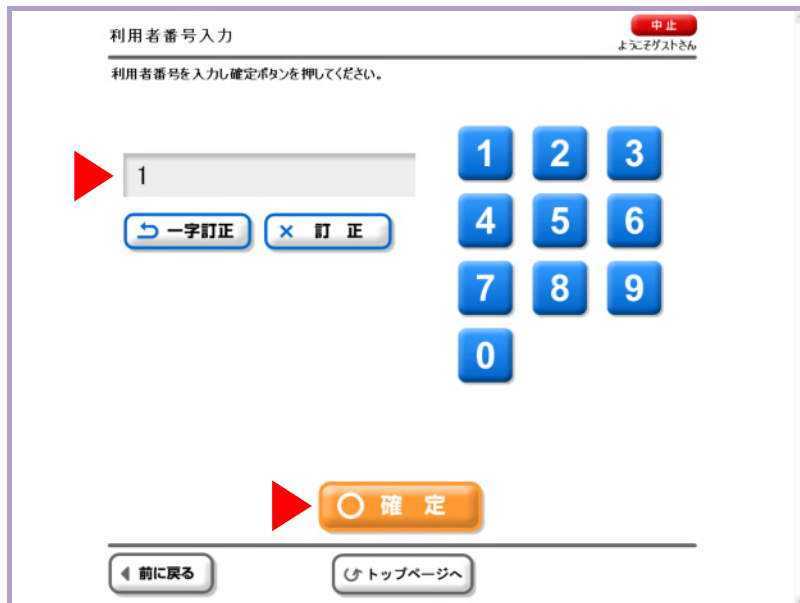 利用者番号入力
中止
ようこそゲストさん
利用者番号を入力し確定ボタンを押してください。
1
一字訂正
訂 正
1 2 3
4 5 6
7 8 9
0
確 定
前に戻る
トップページへ